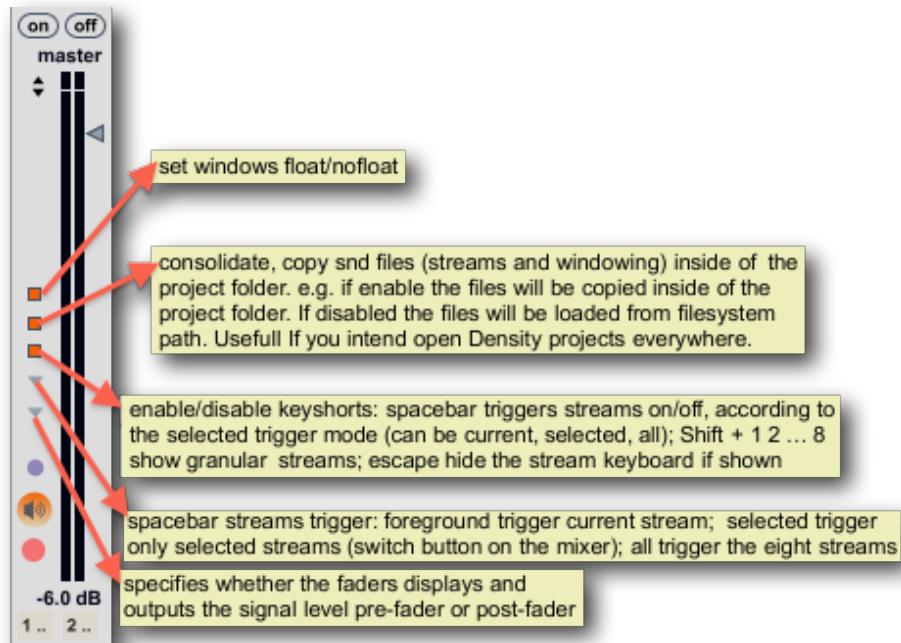 on off
master
set windows float/nofloat
consolidate, copy snd files (streams and windowing) inside of the
project folder. e.g. if enable the files will be copied inside of the
project folder. If disabled the files will be loaded from filesystem
path. Usefull If you intend open Density projects everywhere.
enable/disable keyshorts: spacebar triggers streams on/off, according to
the selected trigger mode (can be current, selected, all); Shift + 1 2 ... 8
show granular streams; escape hide the stream keyboard if shown
spacebar streams trigger: foreground trigger current stream; selected trigger
only selected streams (switch button on the mixer); all trigger the eight streams
specifies whether the faders displays and
outputs the signal level pre-fader or post-fader
-6.0 dB
1 .. 2 ..